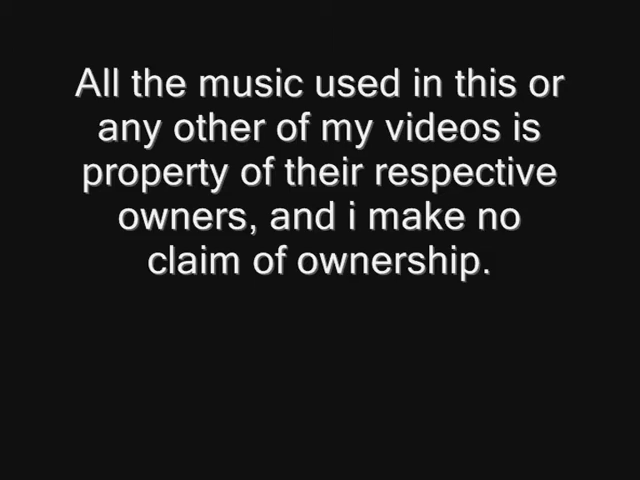 All the music used in this or
any other of my videos is
property of their respective
owners, and i make no
claim of ownership.